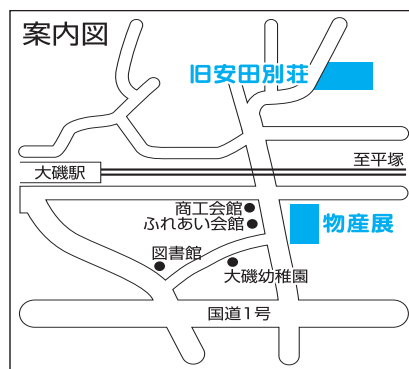 案内図
旧安田別荘
至平塚
大磯駅
商工会館
ふれあい会館
物産展
図書館
大磯幼稚園
国道1号